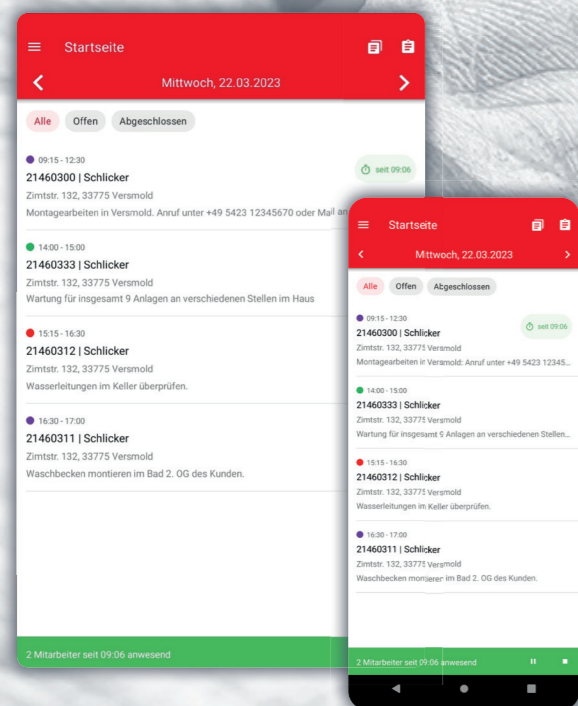 Startseite
Mittwoch, 22.03.2023
Alle Offen Abgeschlossen
09:15 - 12:30
21460300 | Schlicker
seit 09:06
Zimtstr. 132, 33775 Versmold
Montagearbeiten in Versmold. Anruf unter +49 5423 12345670 oder Mail an
14:00 - 15:00
21460333 | Schlicker
Zimtstr. 132, 33775 Versmold
Wartung für insgesamt 9 Anlagen an verschiedenen Stellen im Haus
15:15 - 16:30
21460312 | Schlicker
Zimtstr. 132, 33775 Versmold
Wasserleitungen im Keller überprüfen.
16:30 - 17:00
21460311 | Schlicker
Zimtstr. 132, 33775 Versmold
Waschbecken montieren im Bad 2. OG des Kunden.
2 Mitarbeiter seit 09:06 anwesend
Startseite
Mittwoch, 22.03.2023
Alle Offen Abgeschlossen
09:15 - 12:30
21460300 | Schlicker
seit 09:06
Zimtstr. 132, 33775 Versmold
Montagearbeiten in Versmold: Anruf unter +49 5423 12345...
14:00 - 15:00
21460333 | Schlicker
Zimtstr. 132, 33775 Versmold
Wartung für insgesamt 9 Anlagen an verschiedenen Stellen...
15:15 - 16:30
21460312 | Schlicker
Zimtstr. 132, 33775 Versmold
Wasserleitungen im Keller überprüfen.
16:30 - 17:00
21460311 | Schlicker
Zimtstr. 132, 33775 Versmold
Waschbecken montieren im Bad 2. OG des Kunden.
2 Mitarbeiter seit 09:06 anwesend